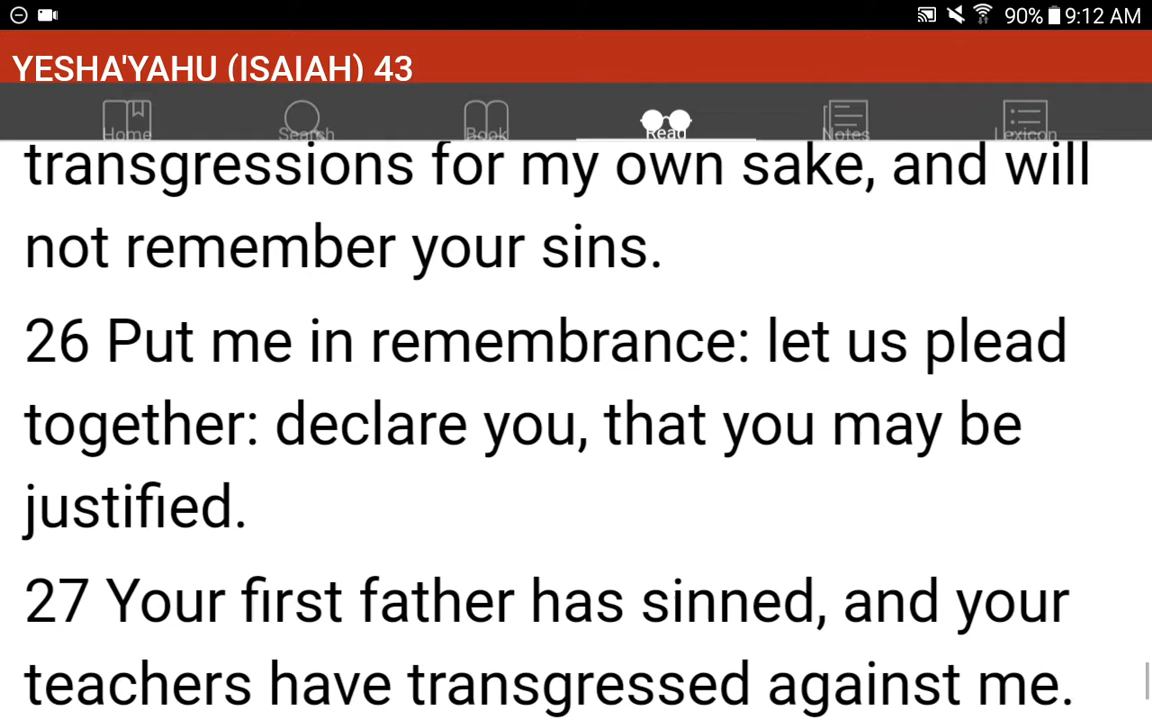 90% 9:12 AM
YESHA'YAHU (ISAIAH) 43
Home Search Book Read Notes Lexicon
transgressions for my own sake, and will
not remember your sins.
26 Put me in remembrance: let us plead
together: declare you, that you may be
justified.
27 Your first father has sinned, and your
teachers have transgressed against me.